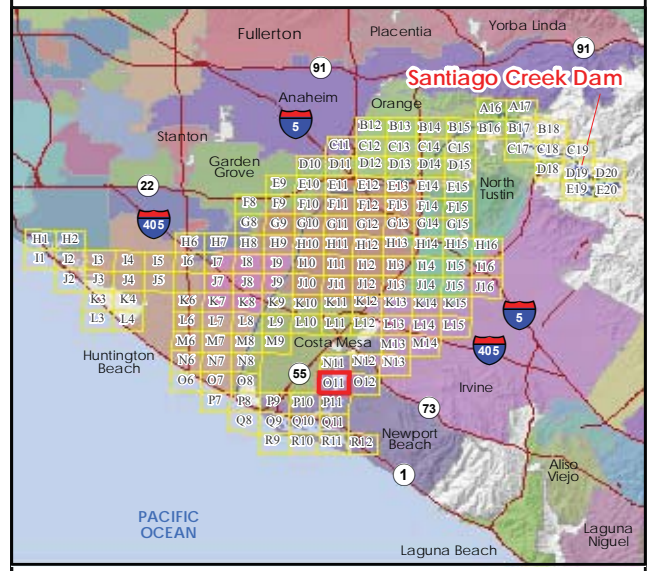 Yorba Linda
Fullerton Placentia
91
91
Santiago Creek Dam
Anaheim
Orange A16 A17
5
B12 B13 B14 B15 B16 B17 B18
Stanton
C11 C12 C13 C14 C15 C17 C18 C19
Garden
Grove
D10 D11 D12 D13 D14 D15 D18 D19 D20
22
E9 E10 E11 E12 E13 E14 E15 E19 E20
North
Tustin
F8 F9 F10 F11 F12 F13 F14 F15
405
G8 G9 G10 G11 G12 G13 G14 G15
H1 H2 H6 H7 H8 H9 H10 H11 H12 H13 H14 H15 H16
I1 I2 I3 I4 I5 I6 I7 I8 I9 I10 I11 I12 I13 I14 I15 I16
J2 J3 J4 J5 J7 J8 J9 J10 J11 J12 J13 J14 J15 J16
K3 K4 K6 K7 K8 K9 K10 K11 K12 K13 K14 K15
5
L3 L4 L6 L7 L8 L9 L10 L11 L12 L13 L14 L15
M6 M7 M8 M9 Costa Mesa M13 M14
405
Huntington
Beach
N6 N7 N8 N11 N12 N13
55
O6 O7 O8 O11 O12
Irvine
P7 P8 P9 P10 P11
73
Q8 Q9 Q10 Q11
Newport
Beach
R9 R10 R11 R12
1
Aliso
Viejo
PACIFIC
OCEAN
Laguna
Niguel
Laguna Beach